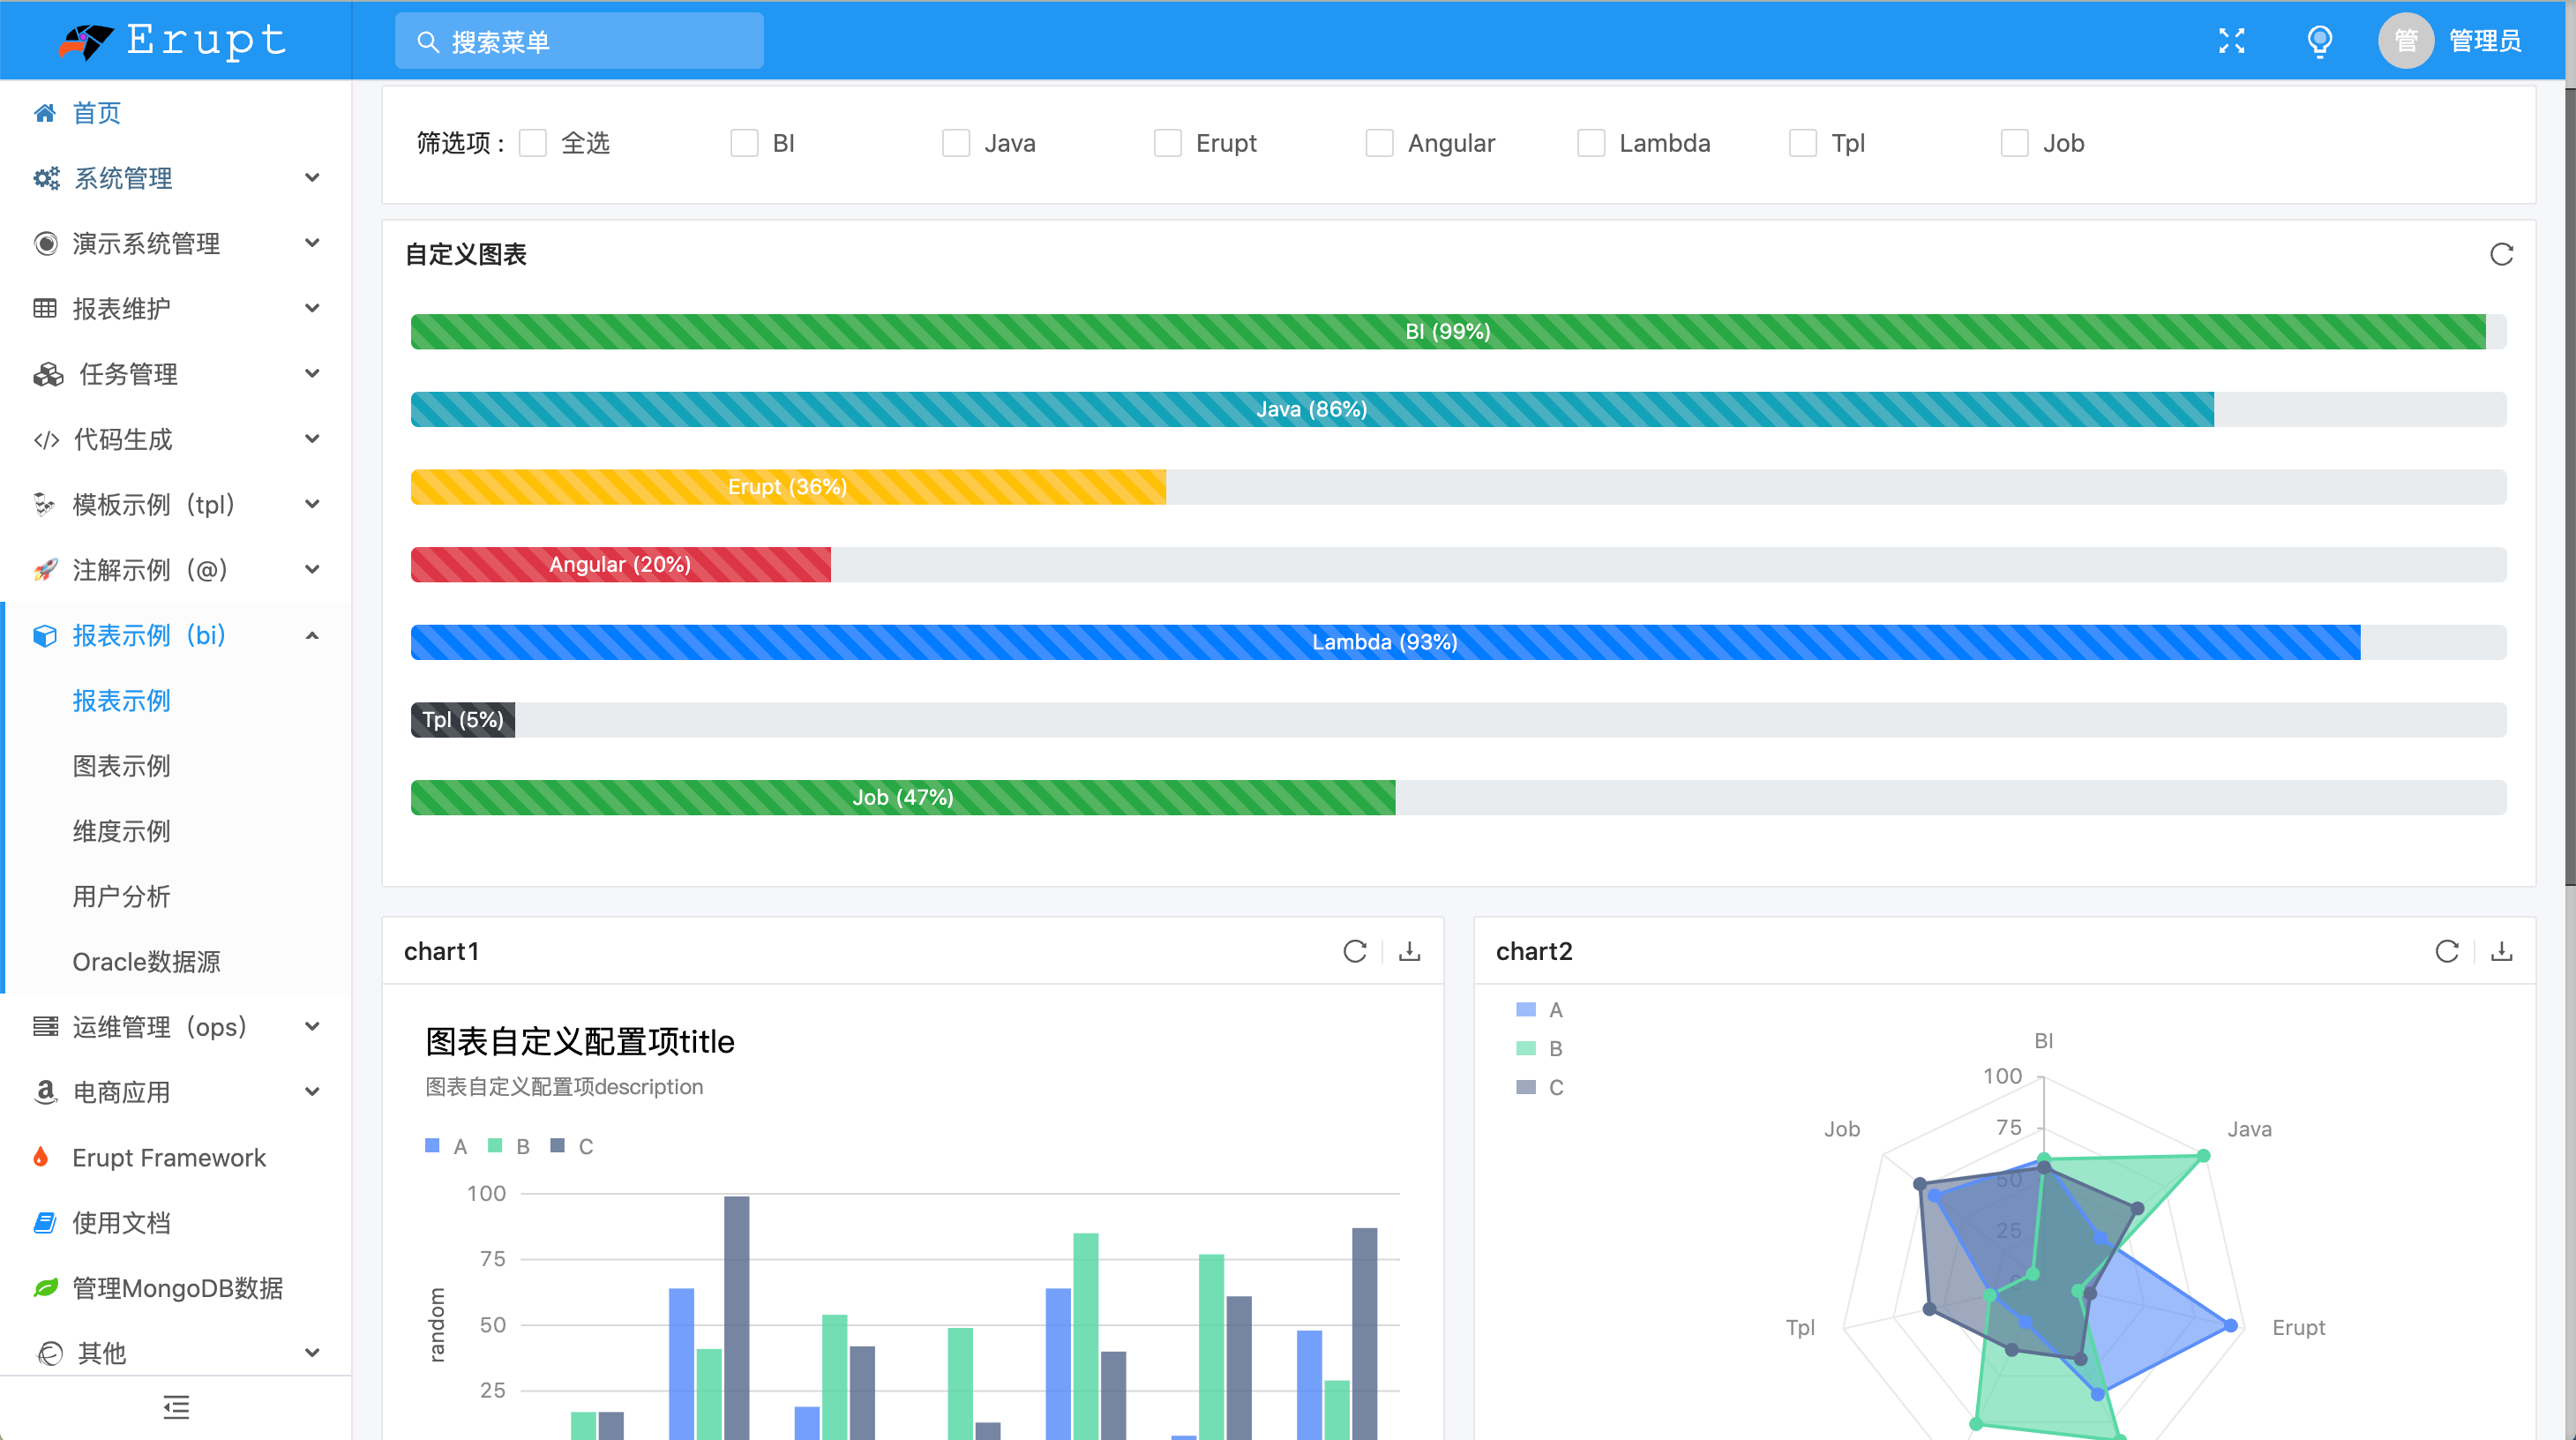 Erupt
搜索菜单
管
管理员
首页
系统管理
演示系统管理
报表维护
任务管理
代码生成
模板示例（tpl）
注解示例（@）
报表示例（bi）
报表示例
图表示例
维度示例
用户分析
Oracle数据源
运维管理（ops）
电商应用
Erupt Framework
使用文档
管理MongoDB数据
其他
筛选项 : 全选 BI Java Erupt Angular Lambda Tpl Job
自定义图表
BI (99%)
Java (86%)
Erupt (36%)
Angular (20%)
Lambda (93%)
Tpl (5%)
Job (47%)
chart1
图表自定义配置项title
图表自定义配置项description
A B C
100
75
50
25
random
chart2
A
B
C
BI
100
75
50
25
0
Job
Java
Tpl
Erupt